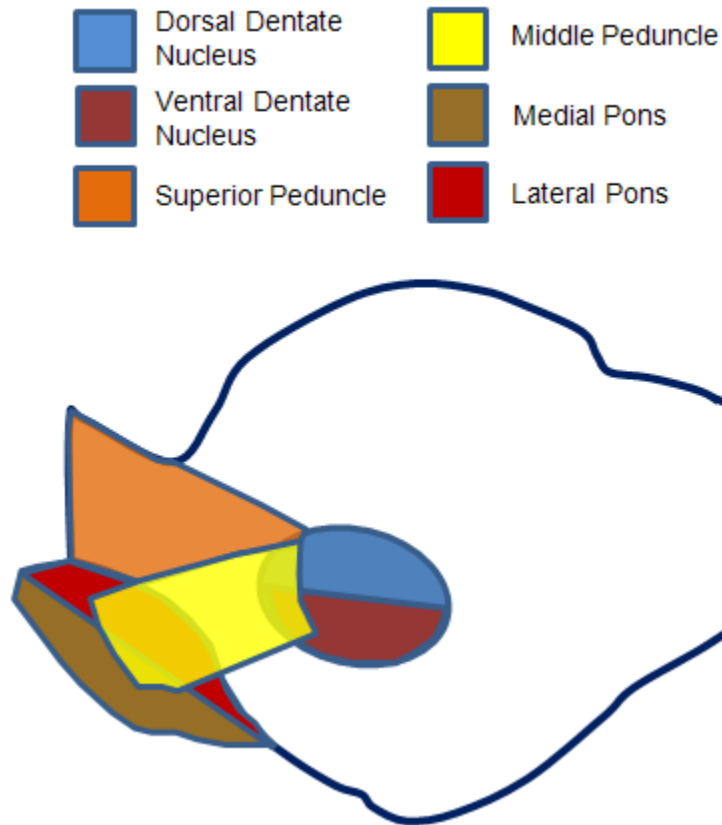 Dorsal Dentate
Nucleus
Ventral Dentate
Nucleus
Superior Peduncle
Middle Peduncle
Medial Pons
Lateral Pons